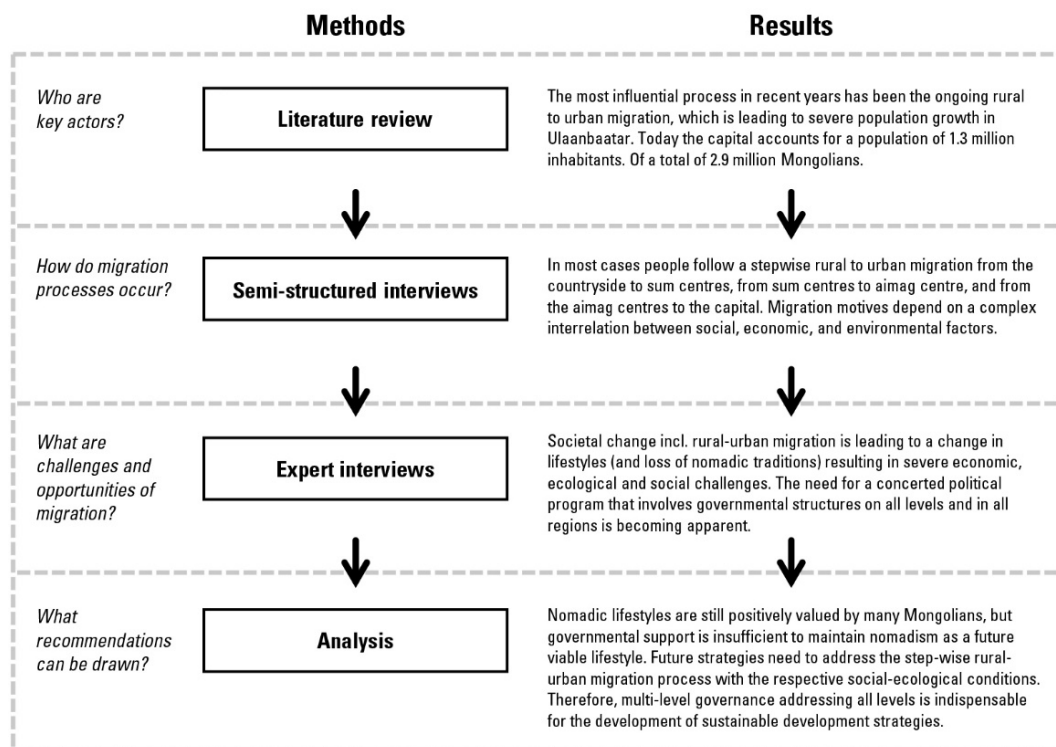 Methods
Results
Who are
key actors?
Literature review
The most influential process in recent years has been the ongoing rural
to urban migration, which is leading to severe population growth in
Ulaanbaatar. Today the capital accounts for a population of 1.3 million
inhabitants. Of a total of 2.9 million Mongolians.
How do migration
processes occur?
Semi-structured interviews
In most cases people follow a stepwise rural to urban migration from the
countryside to sum centres, from sum centres to aimag centre, and from
the aimag centres to the capital. Migration motives depend on a complex
interrelation between social, economic, and environmental factors.
What are
challenges and
opportunities of
migration?
Expert interviews
Societal change incl. rural-urban migration is leading to a change in
lifestyles (and loss of nomadic traditions) resulting in severe economic,
ecological and social challenges. The need for a concerted political
program that involves governmental structures on all levels and in all
regions is becoming apparent.
What
recommendations
can be drawn?
Analysis
Nomadic lifestyles are still positively valued by many Mongolians, but
governmental support is insufficient to maintain nomadism as a future
viable lifestyle. Future strategies need to address the step-wise rural-
urban migration process with the respective social-ecological conditions.
Therefore, multi-level governance addressing all levels is indispensable
for the development of sustainable development strategies.